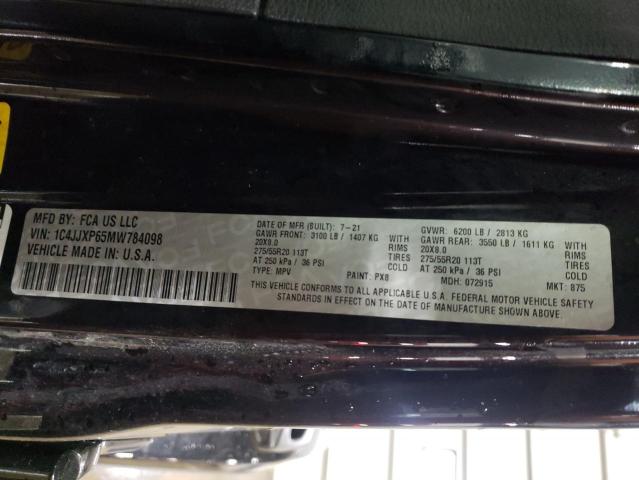 MFD BY: FCA US LLC
VIN: 1C4JJXP65MW784098
VEHICLE MADE IN: U.S.A.
DATE OF MFR (BUILT): 7-21 GVWR: 6200 LB / 2813 KG
GAWR FRONT: 3100 LB / 1407 KG WITH GAWR REAR: 3550 LB / 1611 KG WITH
20X8.0 RIMS 20X8.0 RIMS
275/55R20 113T TIRES 275/55R20 113T TIRES
AT 250 kPa / 36 PSI COLD AT 250 kPa / 36 PSI COLD
TYPE: MPV PAINT: PX8 MDH: 072915 MKT: 875
THIS VEHICLE CONFORMS TO ALL APPLICABLE U.S.A. FEDERAL MOTOR VEHICLE SAFETY
STANDARDS IN EFFECT ON THE DATE OF MANUFACTURE SHOWN ABOVE.